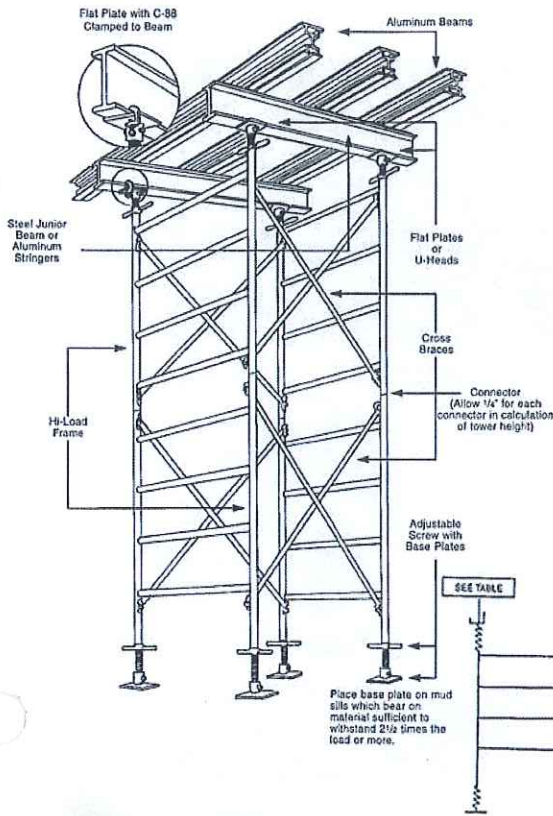 Flat Plate with C-88
Clamped to Beam
Aluminum Beams
Steel Junior
Beam or
Aluminum
Stringers
Flat Plates
or
U-Heads
Cross
Braces
Connector
(Allow 1/4" for each
connector in calculation
of tower height)
Hi-Load
Frame
Adjustable
Screw with
Base Plates
SEE TABLE
Place base plate on mud
sills which bear on
material sufficient to
withstand 2½ times the
load or more.